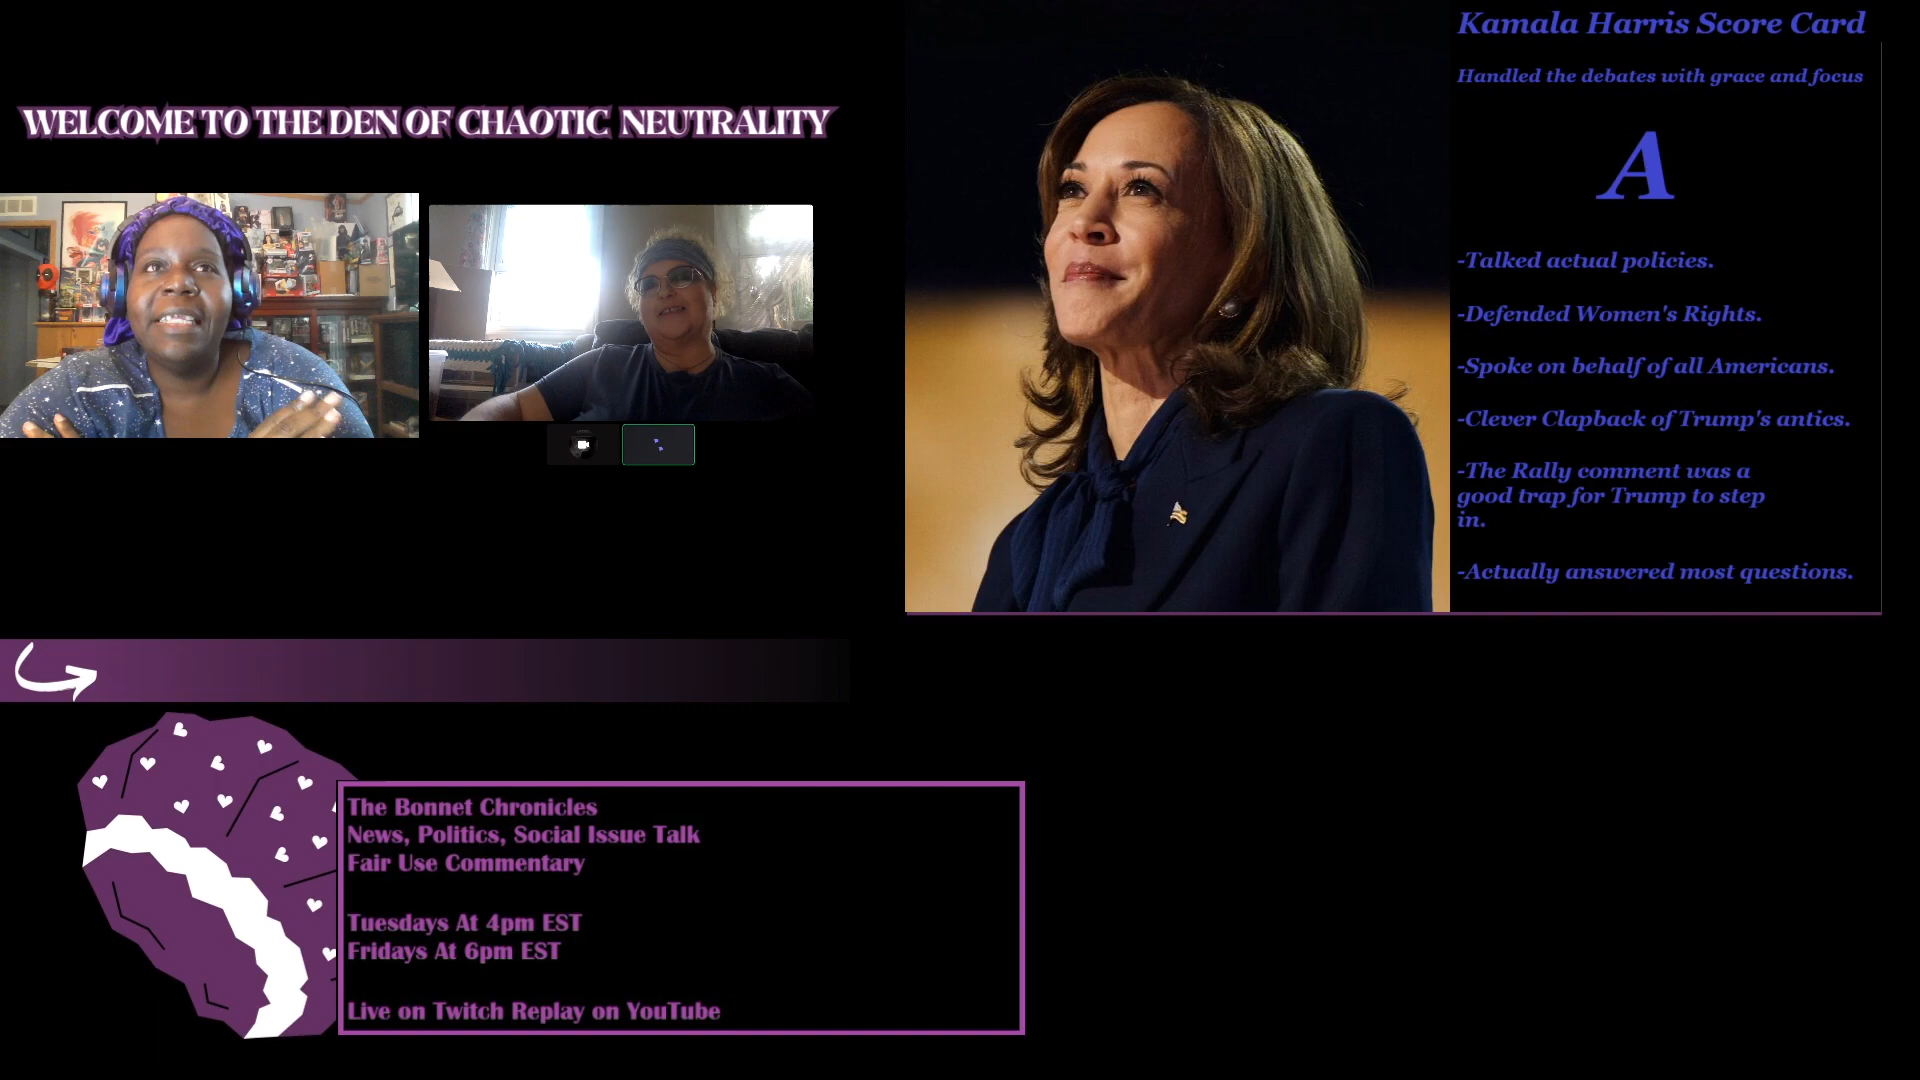 WELCOME TO THE DEN OF CHAOTIC NEUTRALITY
Kamala Harris Score Card
Handled the debates with grace and focus
A
-Talked actual policies.
-Defended Women's Rights.
-Spoke on behalf of all Americans.
-Clever Clapback of Trump's antics.
-The Rally comment was a
good trap for Trump to step
in.
-Actually answered most questions.
The Bonnet Chronicles
News, Politics, Social Issue Talk
Fair Use Commentary
Tuesdays At 4pm EST
Fridays At 6pm EST
Live on Twitch Replay on YouTube